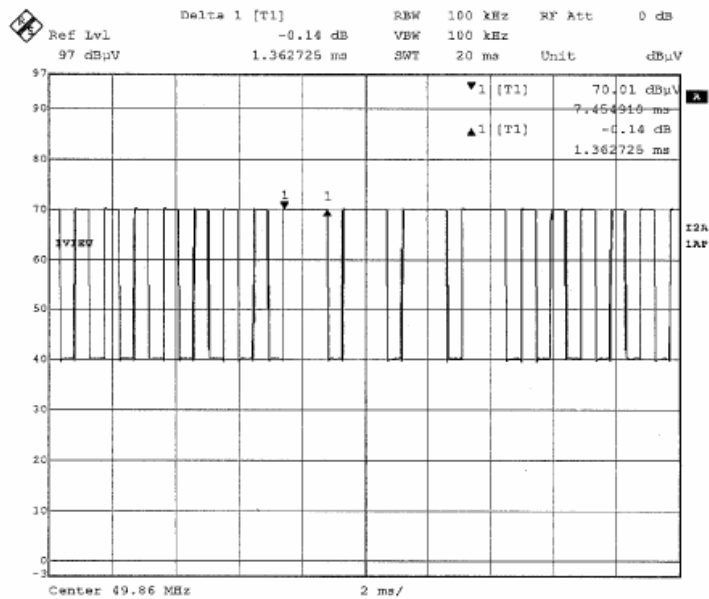 Delta 1 [T1] RBW 100 kHz RF Att 0 dB
Ref Lvl -0.14 dB VBW 100 kHz
97 dBµV 1.362725 ms SWT 20 ms Unit dBµV
97
▼1 [T1] 70.01 dBµV
A
90
7.454910 ms
▲1 [T1] -0.14 dB
80
1.362725 ms
1 1
70
I2A
1VIEW 1AP
60
50
40
30
20
10
0
-3
Center 49.86 MHz 2 ms/